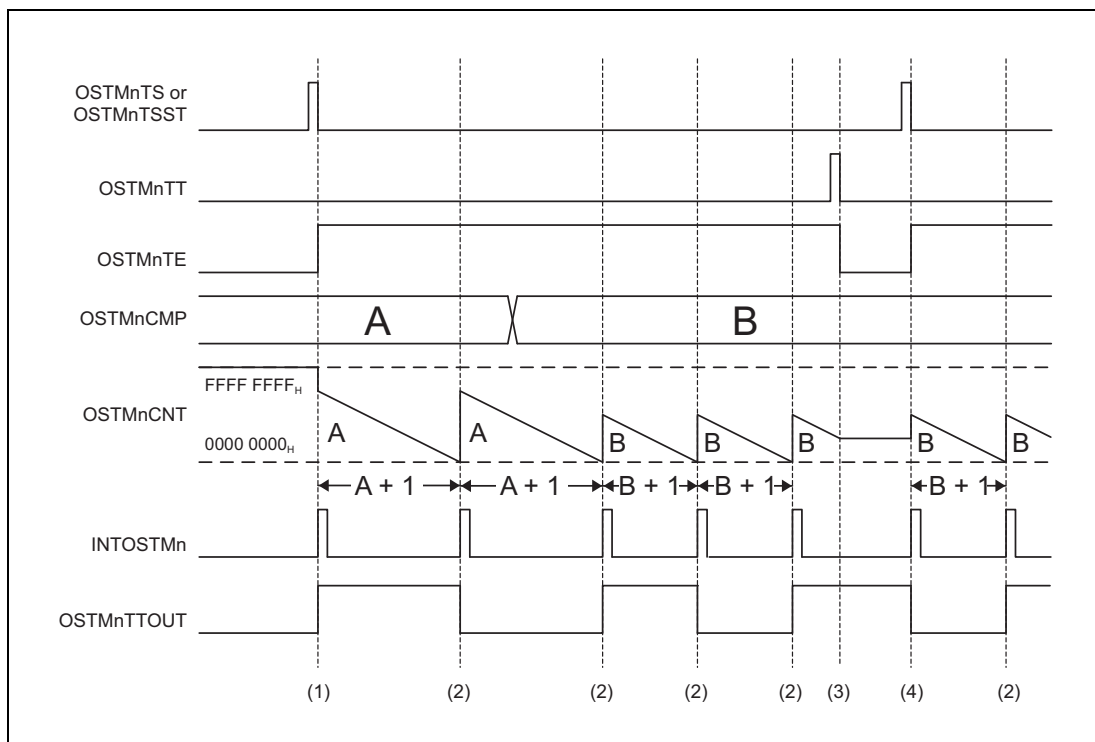 OSTMnTS or
OSTMnTSST
OSTMnTT
OSTMnTE
OSTMnCMP
A
B
OSTMnCNT
FFFF FFFFH
0000 0000H
A
A
B
B
B
B
B
A + 1
A + 1
B + 1
B + 1
B + 1
INTOSTMn
OSTMnTTOUT
(1)
(2)
(2)
(2)
(2)
(3)
(4)
(2)